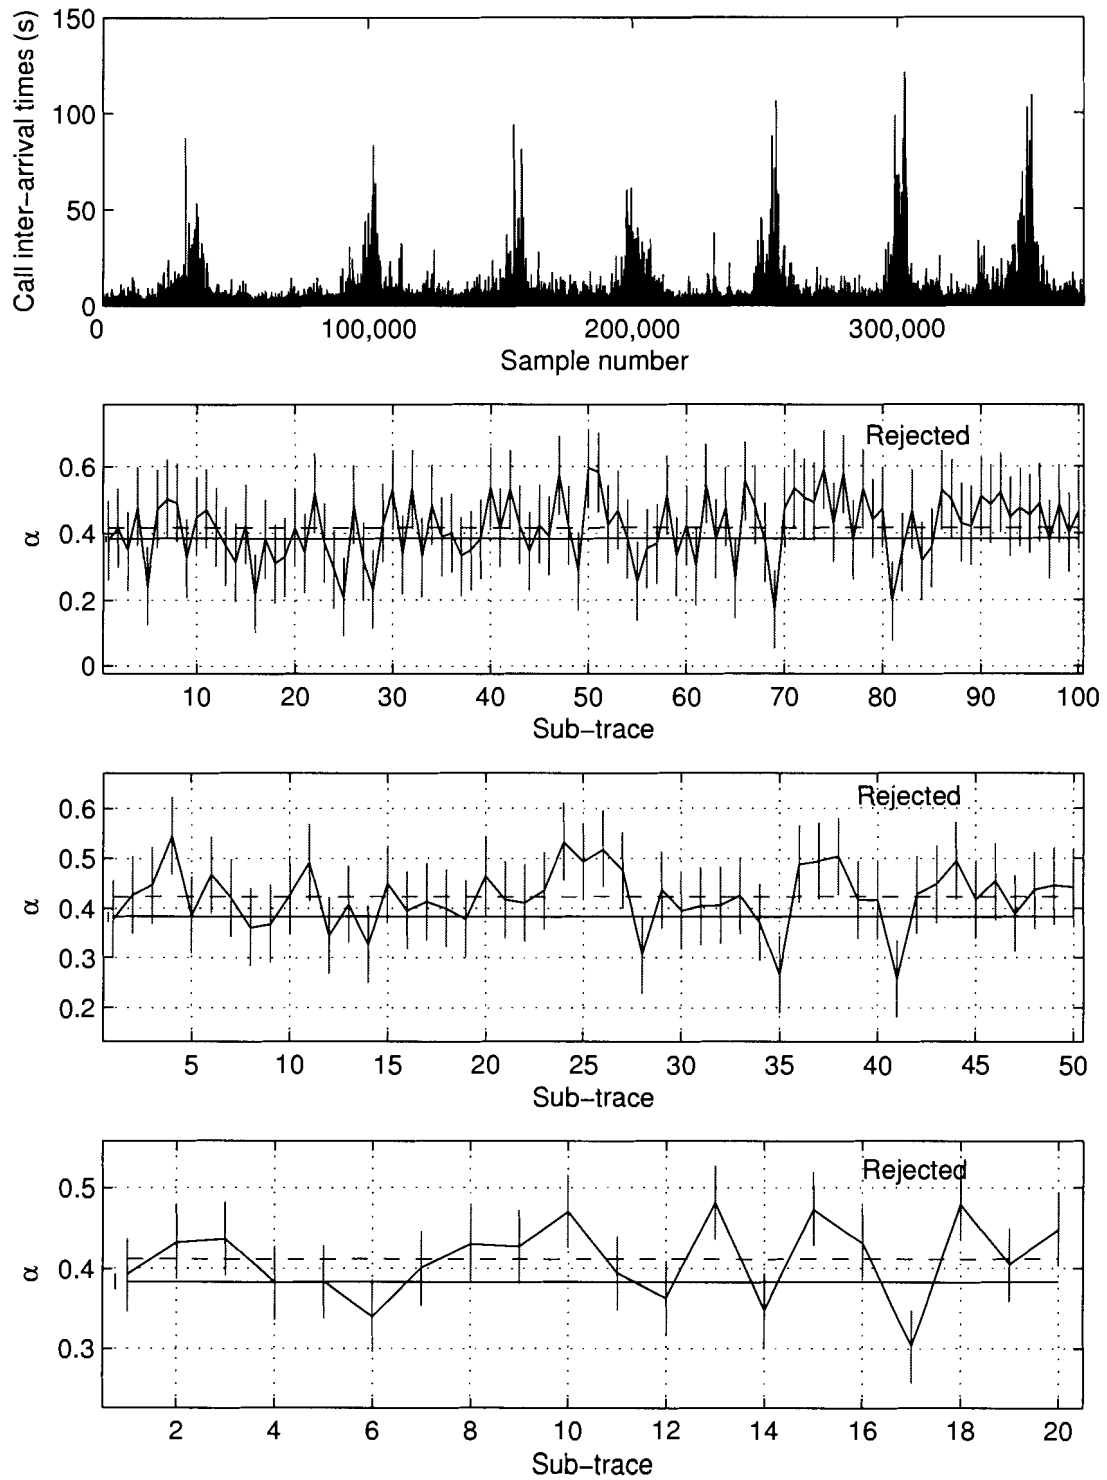 Call inter-arrival times (s)
150
100
50
0
0 100,000 200,000 300,000
Sample number
Rejected
α
0.6
0.4
0.2
0
10 20 30 40 50 60 70 80 90 100
Sub-trace
Rejected
α
0.6
0.5
0.4
0.3
0.2
5 10 15 20 25 30 35 40 45 50
Sub-trace
Rejected
α
0.5
0.4
0.3
2 4 6 8 10 12 14 16 18 20
Sub-trace